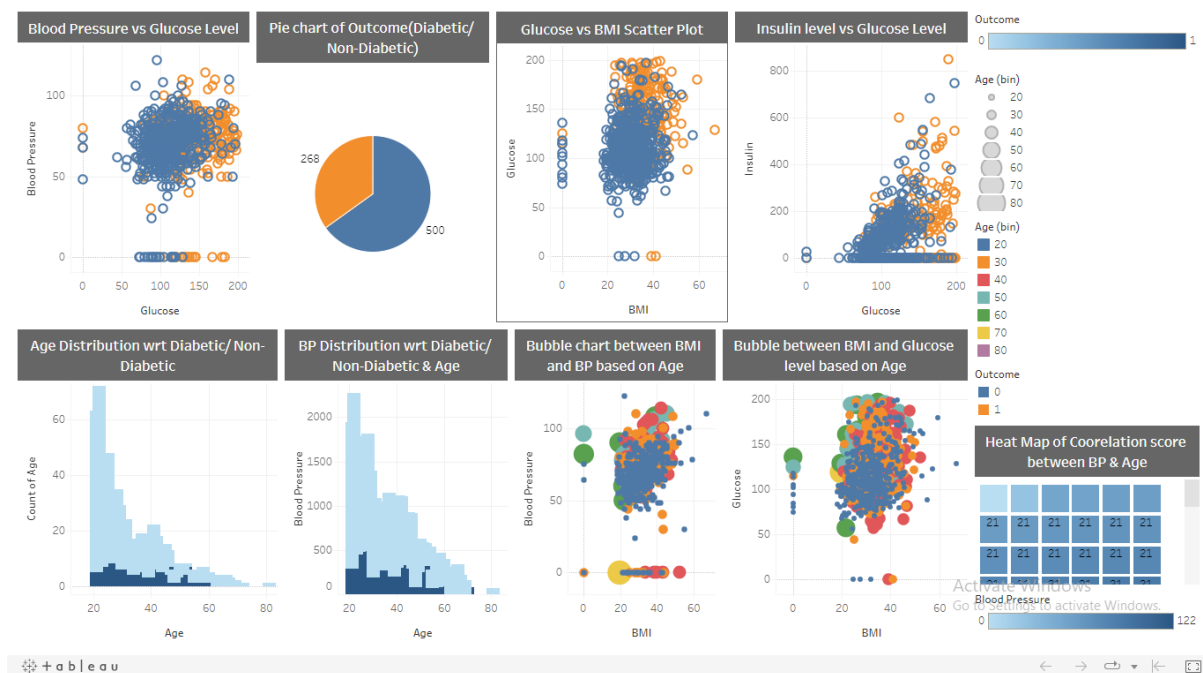 Blood Pressure vs Glucose Level
Blood Pressure
100
50
0
0 50 100 150 200
Glucose
Pie chart of Outcome(Diabetic/
Non-Diabetic)
268
500
Glucose vs BMI Scatter Plot
Glucose
200
150
100
50
0
0 20 40 60
BMI
Insulin level vs Glucose Level
Insulin
800
600
400
200
0
0 100 200
Glucose
Outcome
0 1
Age (bin)
20
30
40
50
60
70
80
Age (bin)
20
30
40
50
60
70
80
Outcome
0
1
Age Distribution wrt Diabetic/ Non-
Diabetic
Count of Age
60
40
20
0
20 40 60 80
Age
BP Distribution wrt Diabetic/
Non-Diabetic & Age
Blood Pressure
2000
1500
1000
500
0
20 40 60 80
Age
Bubble chart between BMI
and BP based on Age
Blood Pressure
100
50
0
0 20 40 60
BMI
Bubble between BMI and Glucose
level based on Age
Glucose
200
150
100
50
0
0 20 40 60
BMI
Heat Map of Coorelation score
between BP & Age
21 21 21 21 21 21
21 21 21 21 21 21
21 21 21 21 21 21
Activate Windows
Go to Settings to activate Windows.
Blood Pressure
0 122
+ableau